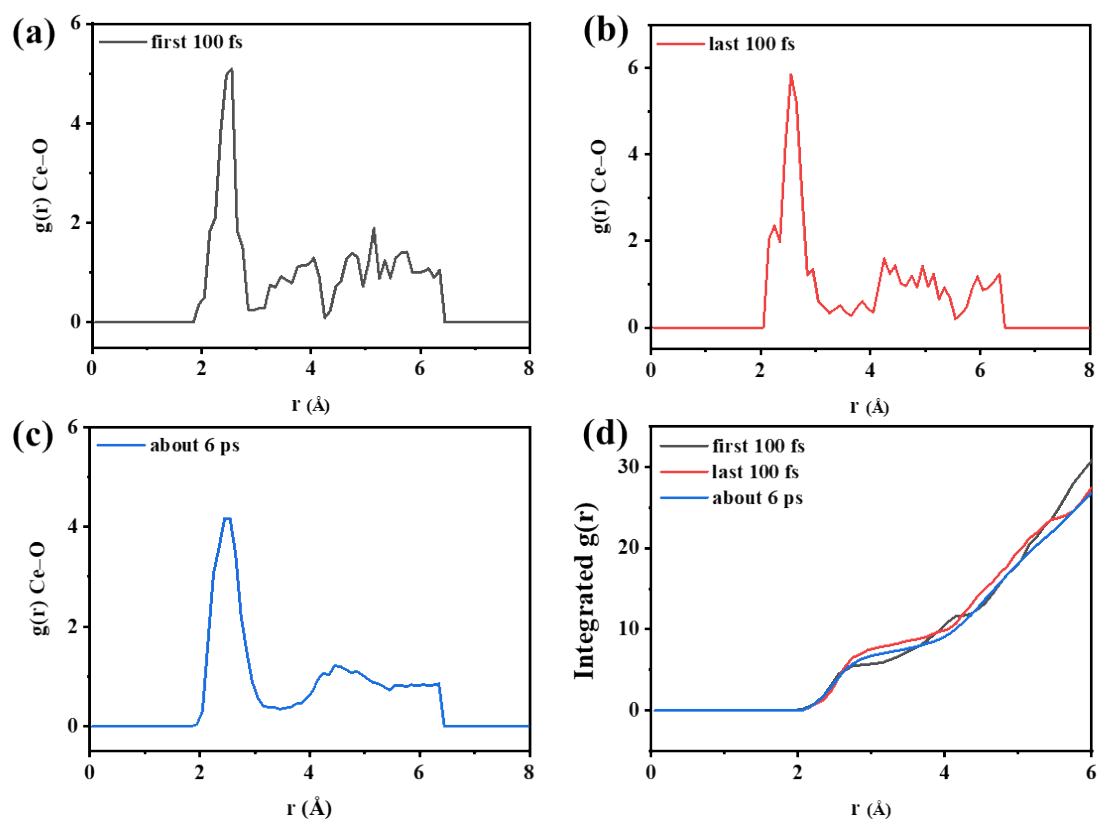 (a)
first 100 fs
g(r) Ce–O
6
4
2
0
0 2 4 6 8
r (Å)
(b)
last 100 fs
g(r) Ce–O
6
4
2
0
0 2 4 6 8
r (Å)
(c)
about 6 ps
g(r) Ce–O
6
4
2
0
0 2 4 6 8
r (Å)
(d)
first 100 fs
last 100 fs
about 6 ps
Integrated g(r)
30
20
10
0
0 2 4 6
r (Å)